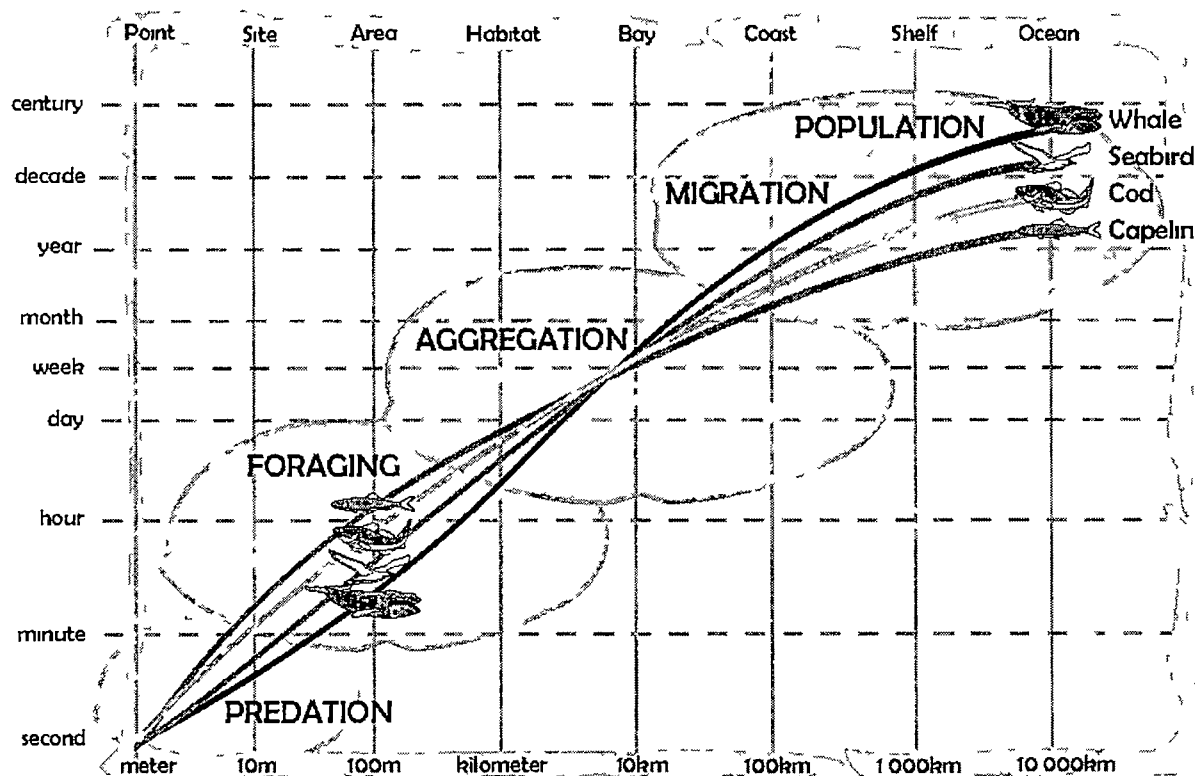 Point Site Area Habitat Bay Coast Shelf Ocean
century
POPULATION
Whale
Seabird
decade
MIGRATION
Cod
year
Capelin
month
AGGREGATION
week
day
FORAGING
hour
minute
PREDATION
second
meter 10m 100m kilometer 10km 100km 1 000km 10 000km